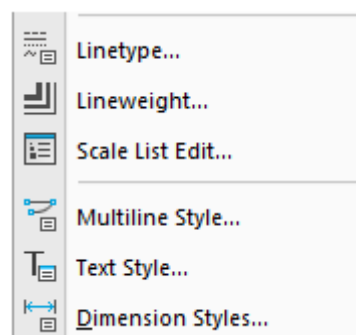 Linetype...
Lineweight...
Scale List Edit...
Multiline Style...
Text Style...
Dimension Styles...